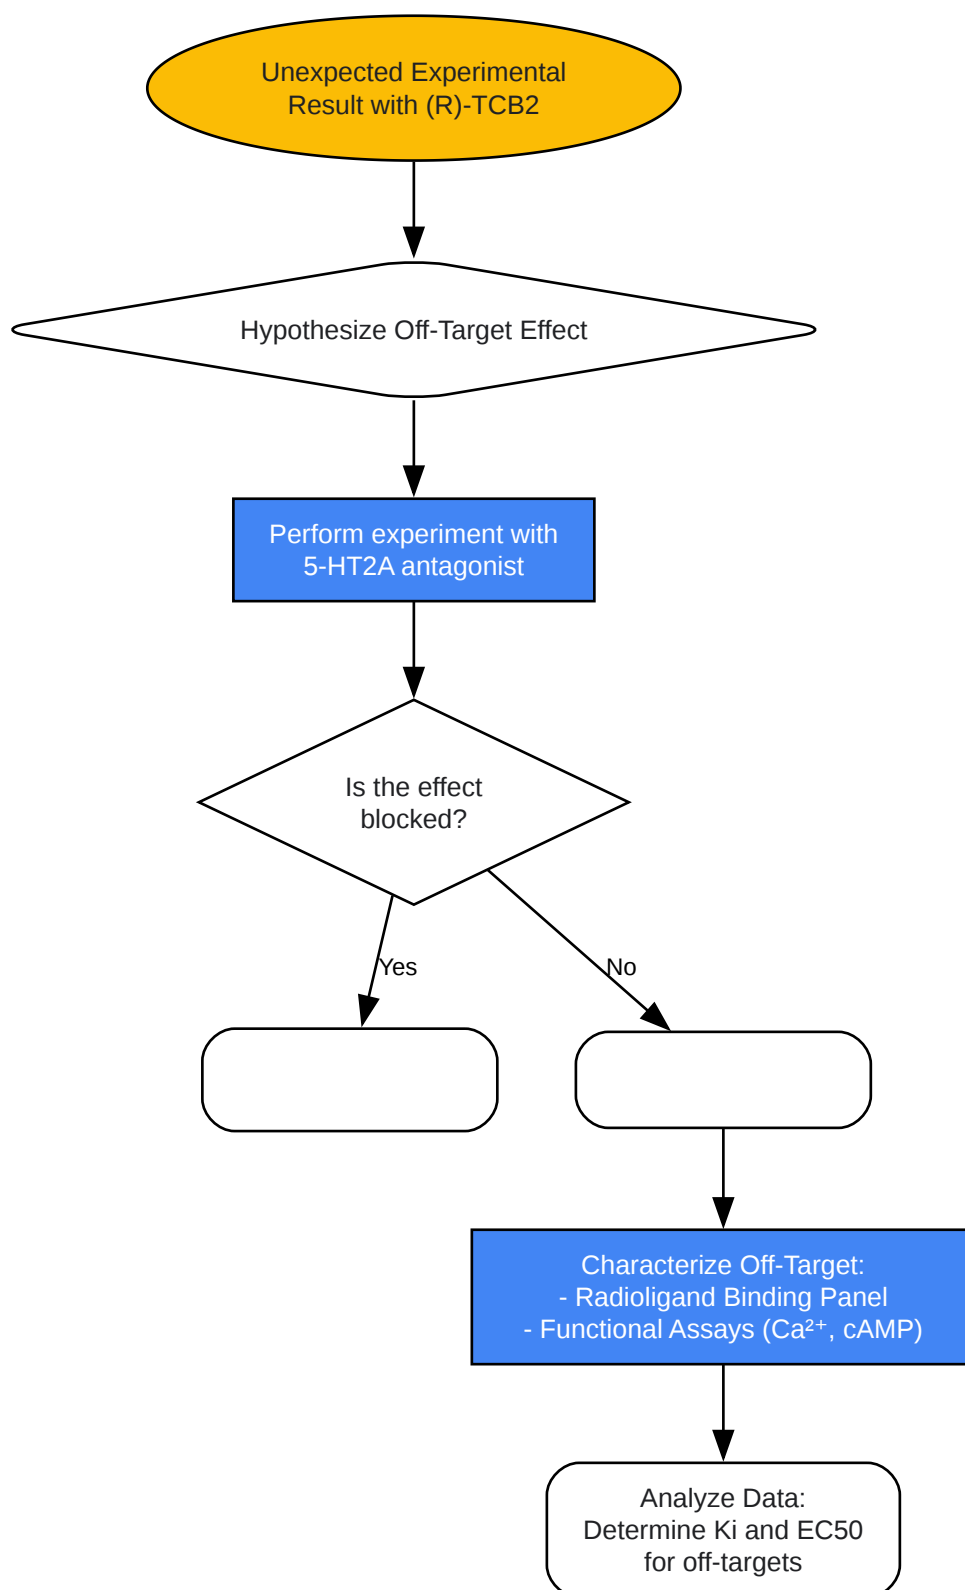 Unexpected Experimental
Result with (R)-TCB2
Hypothesize Off-Target Effect
Perform experiment with
5-HT2A antagonist
Is the effect
blocked?
Yes
No
Characterize Off-Target:
- Radioligand Binding Panel
- Functional Assays (Ca²⁺, cAMP)
Analyze Data:
Determine Ki and EC50
for off-targets